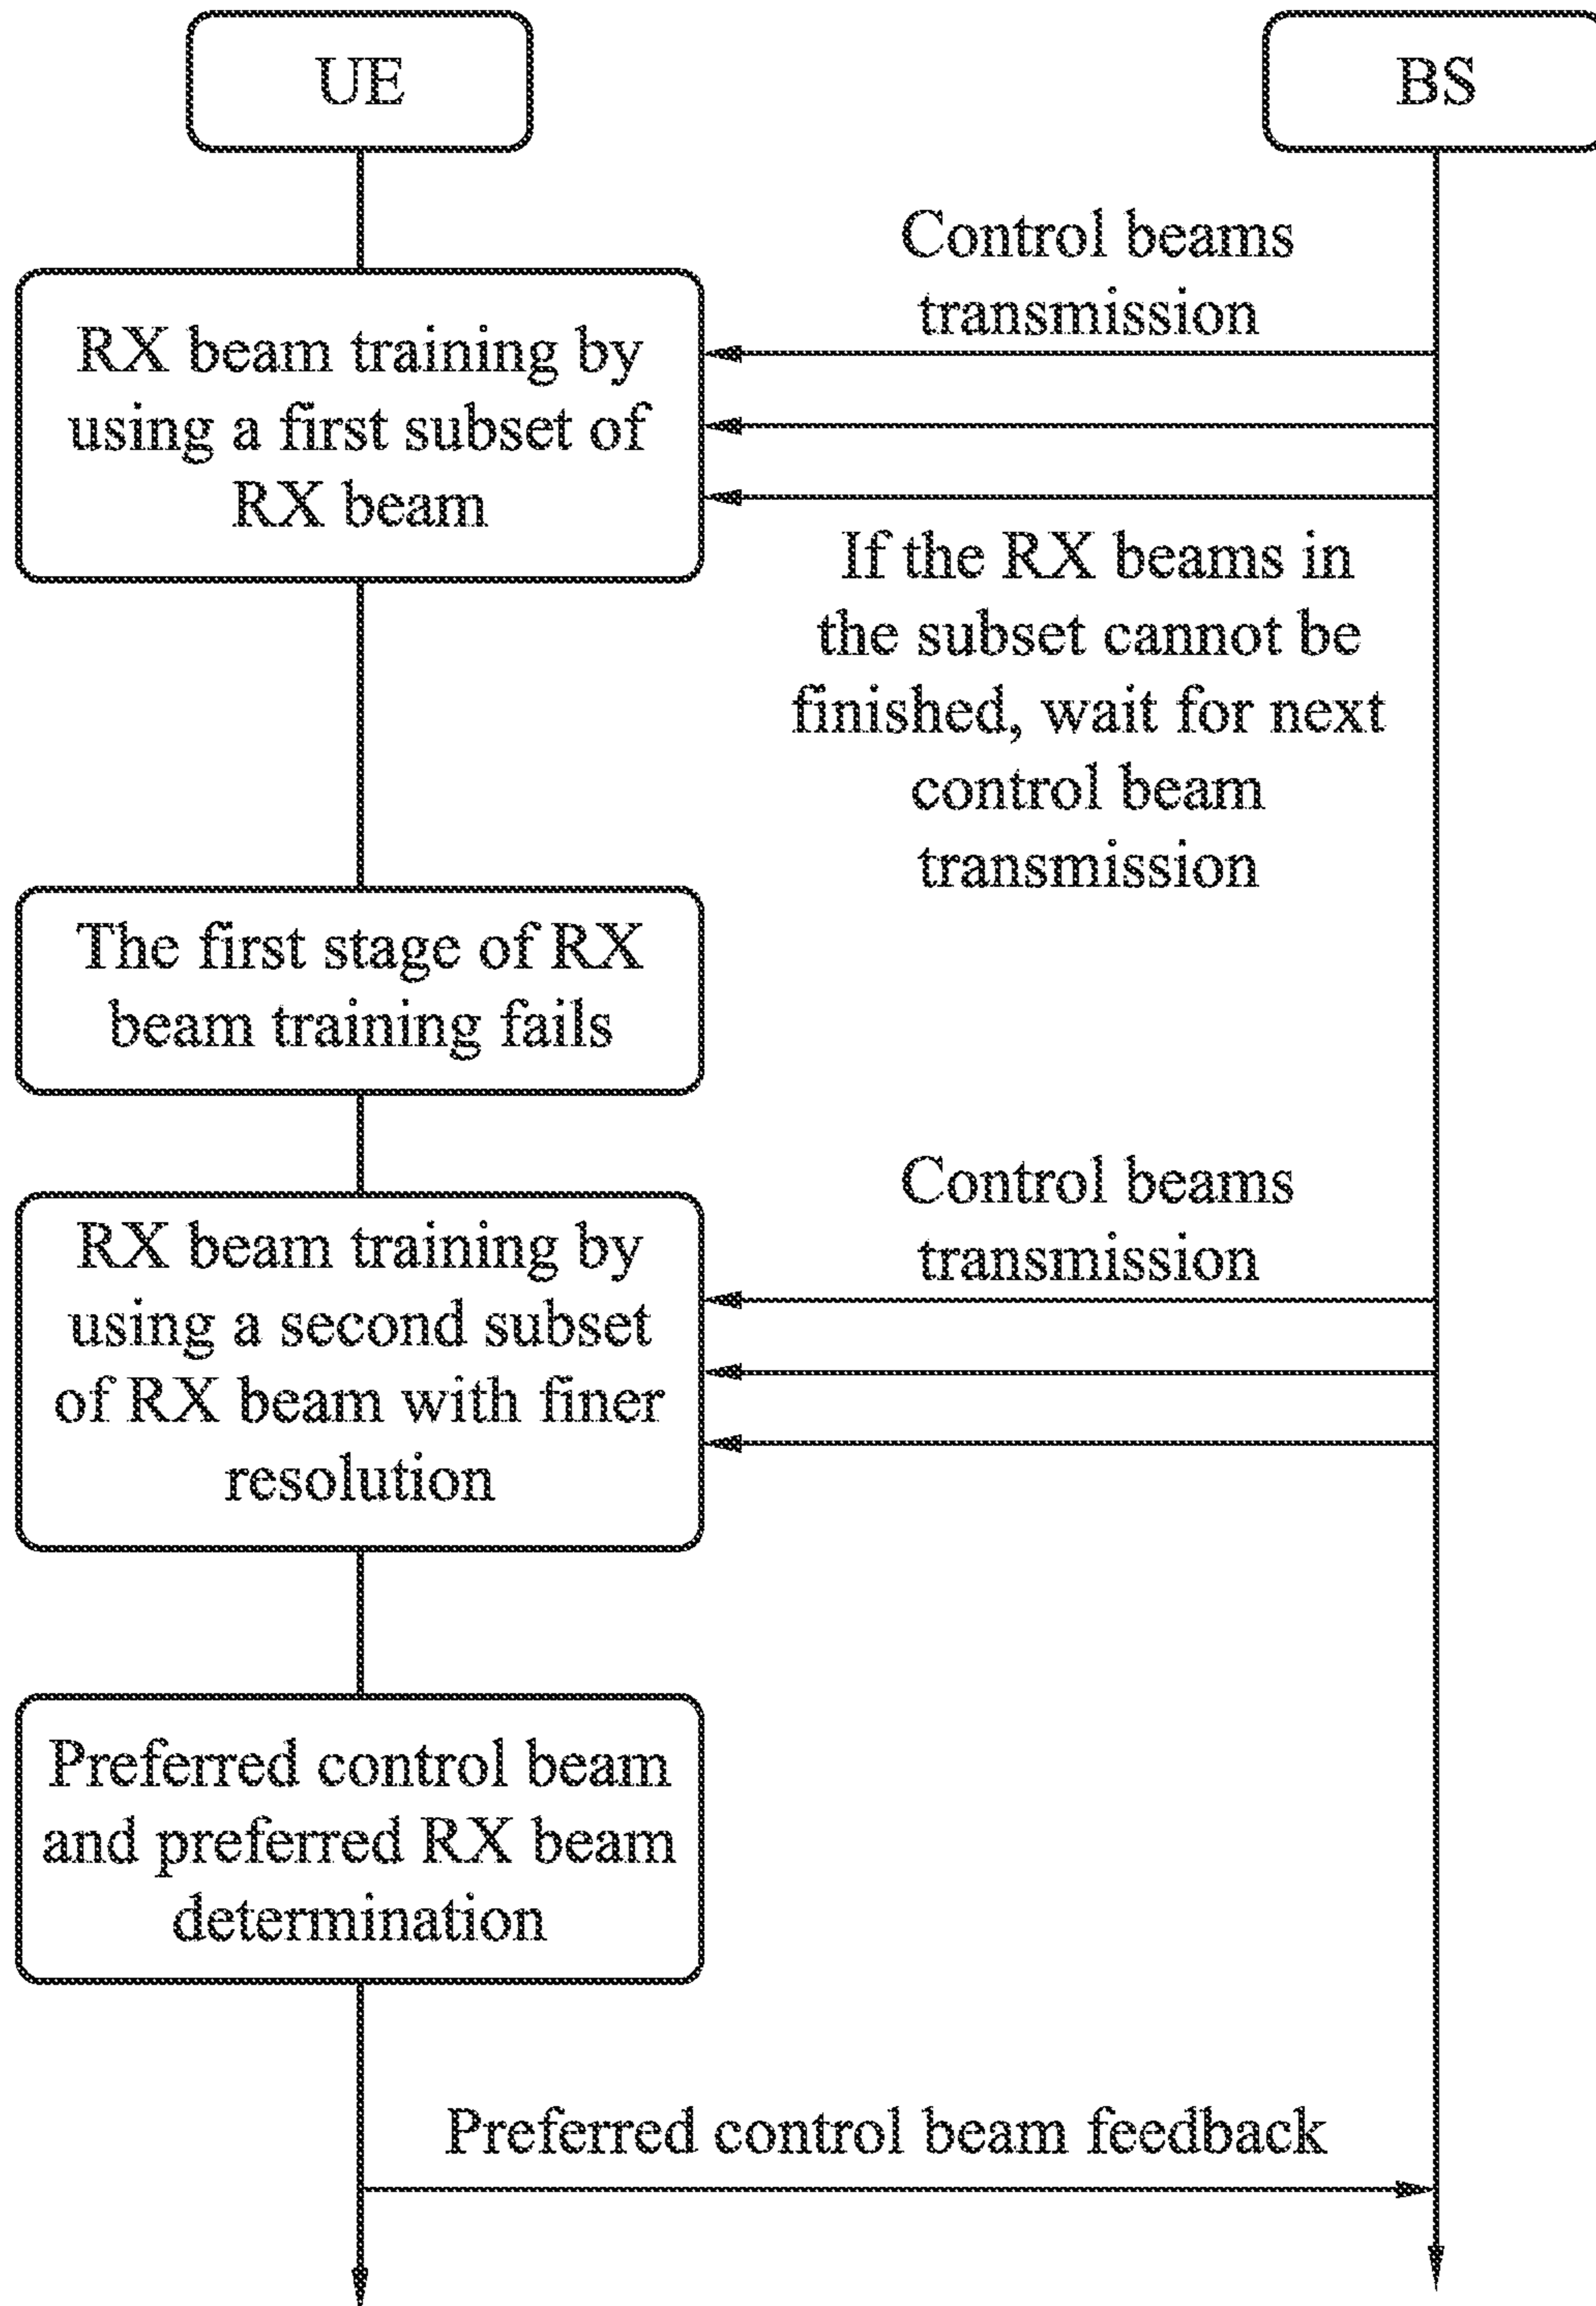 UE
BS
Control beams
transmission
RX beam training by
using a first subset of
RX beam
If the RX beams in
the subset cannot be
finished, wait for next
control beam
transmission
The first stage of RX
beam training fails
Control beams
transmission
RX beam training by
using a second subset
of RX beam with finer
resolution
Preferred control beam
and preferred RX beam
determination
Preferred control beam feedback